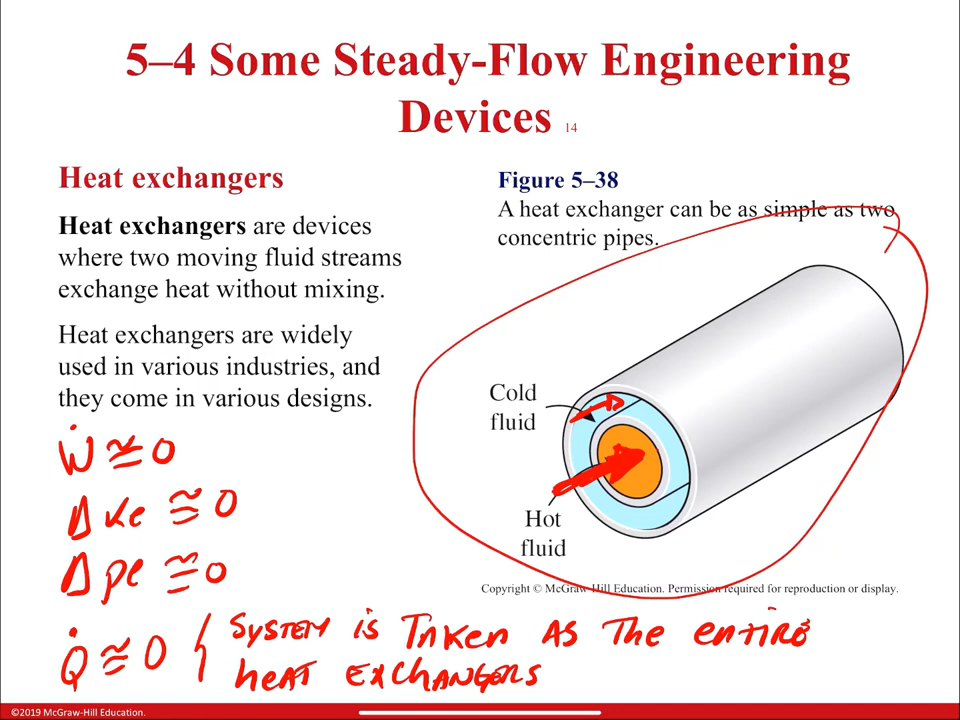 5–4 Some Steady-Flow Engineering
Devices 14
Heat exchangers
Heat exchangers are devices
where two moving fluid streams
exchange heat without mixing.
Heat exchangers are widely
used in various industries, and
they come in various designs.
Ẇ ≅ 0
Δke ≅ 0
Δpe ≅ 0
Q̇ ≅ 0 { SYSTEM is TAKEN AS The entire
heAT EXchANGers
Figure 5–38
A heat exchanger can be as simple as two
concentric pipes.
Cold
fluid
Hot
fluid
Copyright © McGraw-Hill Education. Permission required for reproduction or display.
©2019 McGraw-Hill Education.